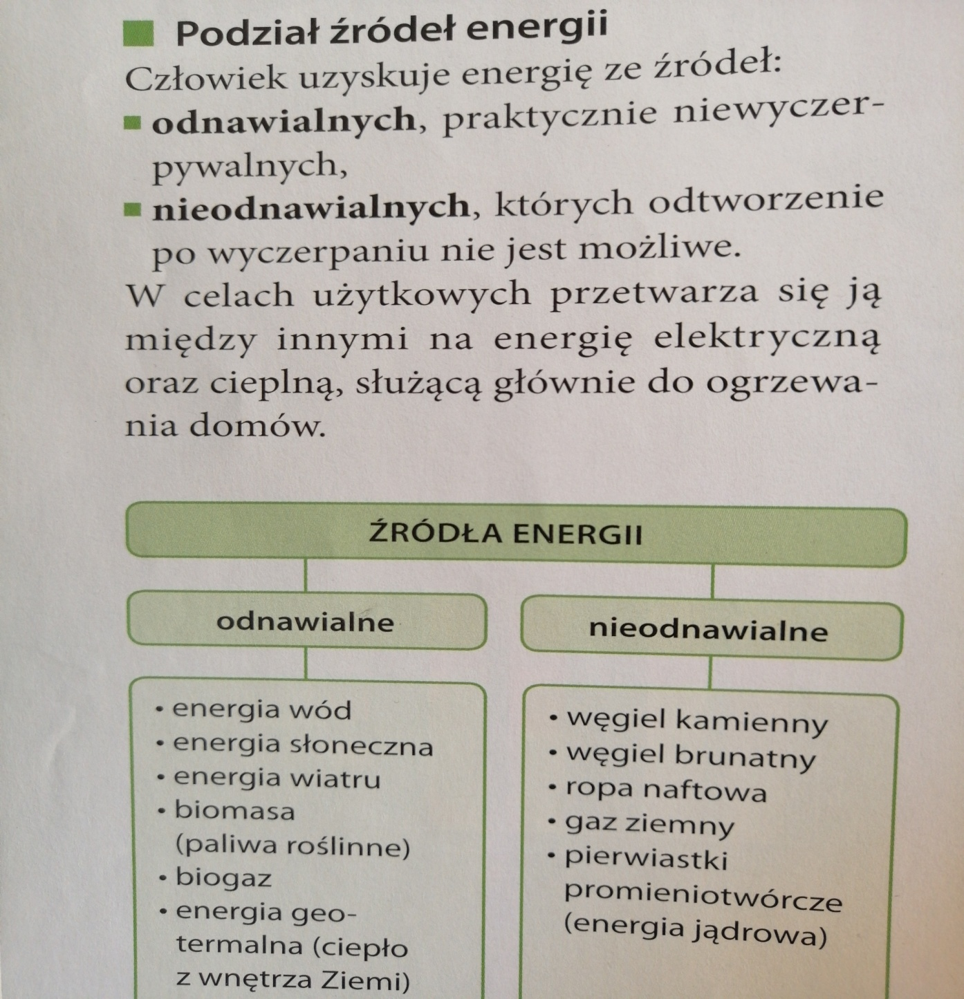 Podział źródeł energii
Człowiek uzyskuje energię ze źródeł:
odnawialnych, praktycznie niewyczer-
pywalnych,
nieodnawialnych, których odtworzenie
po wyczerpaniu nie jest możliwe.
W celach użytkowych przetwarza się ją
między innymi na energię elektryczną
oraz cieplną, służącą głównie do ogrzewa-
nia domów.
ŹRÓDŁA ENERGII
odnawialne
• energia wód
• energia słoneczna
• energia wiatru
• biomasa
(paliwa roślinne)
• biogaz
• energia geo-
termalna (ciepło
z wnętrza Ziemi)
nieodnawialne
• węgiel kamienny
• węgiel brunatny
• ropa naftowa
• gaz ziemny
• pierwiastki
promieniotwórcze
(energia jądrowa)